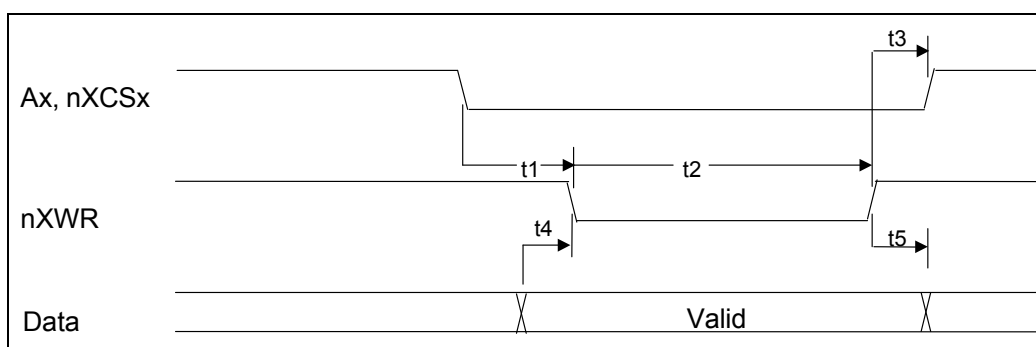 t3
Ax, nXCSx
t1
t2
nXWR
t4
t5
Data
Valid